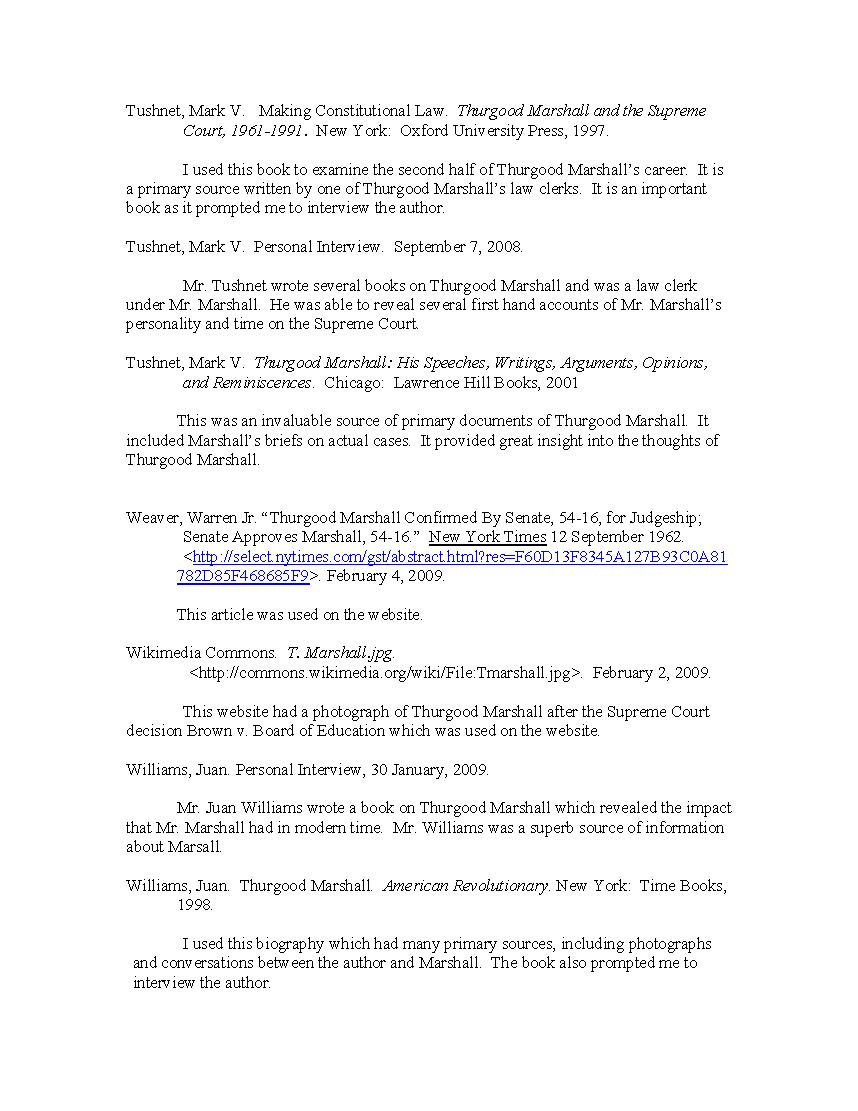 Tushnet, Mark V.   Making Constitutional Law.  Thurgood Marshall and the Supreme
Court, 1961-1991.  New York:  Oxford University Press, 1997.
I used this book to examine the second half of Thurgood Marshall’s career.  It is
a primary source written by one of Thurgood Marshall’s law clerks.  It is an important
book as it prompted me to interview the author.
Tushnet, Mark V.  Personal Interview.  September 7, 2008.
Mr. Tushnet wrote several books on Thurgood Marshall and was a law clerk
under Mr. Marshall.  He was able to reveal several first hand accounts of Mr. Marshall’s
personality and time on the Supreme Court.
Tushnet, Mark V.  Thurgood Marshall: His Speeches, Writings, Arguments, Opinions,
and Reminiscences.  Chicago:  Lawrence Hill Books, 2001
This was an invaluable source of primary documents of Thurgood Marshall.  It
included Marshall’s briefs on actual cases.  It provided great insight into the thoughts of
Thurgood Marshall.
Weaver, Warren Jr. “Thurgood Marshall Confirmed By Senate, 54-16, for Judgeship;
Senate Approves Marshall, 54-16.”  New York Times 12 September 1962.
<http://select.nytimes.com/gst/abstract.html?res=F60D13F8345A127B93C0A81
782D85F468685F9>. February 4, 2009.
This article was used on the website.
Wikimedia Commons.  T. Marshall.jpg.
<http://commons.wikimedia.org/wiki/File:Tmarshall.jpg>.  February 2, 2009.
This website had a photograph of Thurgood Marshall after the Supreme Court
decision Brown v. Board of Education which was used on the website.
Williams, Juan. Personal Interview, 30 January, 2009.
Mr. Juan Williams wrote a book on Thurgood Marshall which revealed the impact
that Mr. Marshall had in modern time.  Mr. Williams was a superb source of information
about Marsall.
Williams, Juan.  Thurgood Marshall.  American Revolutionary. New York:  Time Books,
1998.
I used this biography which had many primary sources, including photographs
and conversations between the author and Marshall.  The book also prompted me to
interview the author.